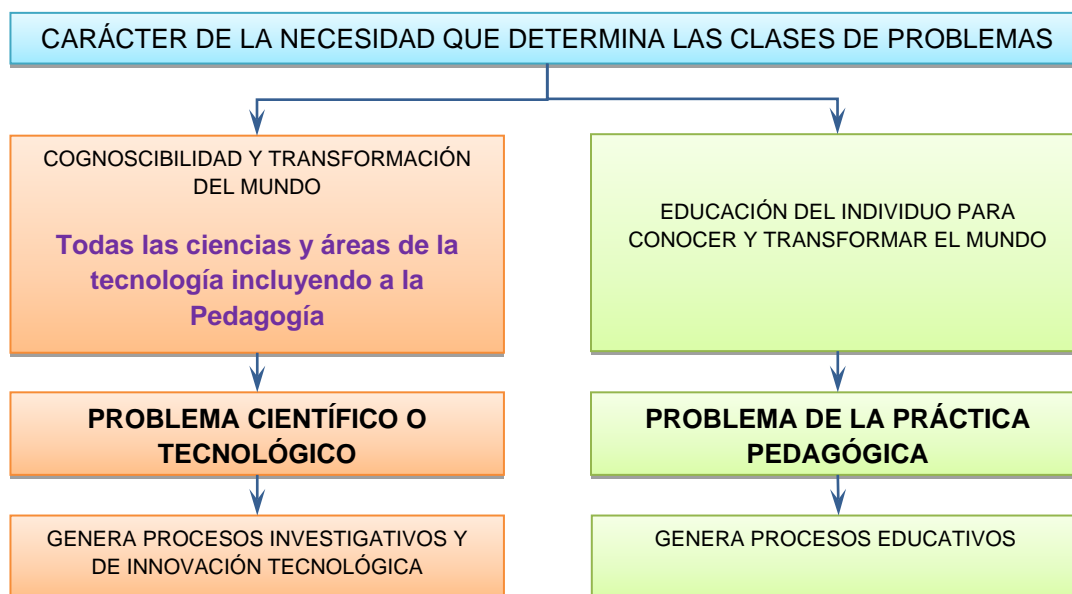 CARÁCTER DE LA NECESIDAD QUE DETERMINA LAS CLASES DE PROBLEMAS
COGNOSCIBILIDAD Y TRANSFORMACIÓN
DEL MUNDO
Todas las ciencias y áreas de la
tecnología incluyendo a la
Pedagogía
EDUCACIÓN DEL INDIVIDUO PARA
CONOCER Y TRANSFORMAR EL MUNDO
PROBLEMA CIENTÍFICO O
TECNOLÓGICO
PROBLEMA DE LA PRÁCTICA
PEDAGÓGICA
GENERA PROCESOS INVESTIGATIVOS Y
DE INNOVACIÓN TECNOLÓGICA
GENERA PROCESOS EDUCATIVOS